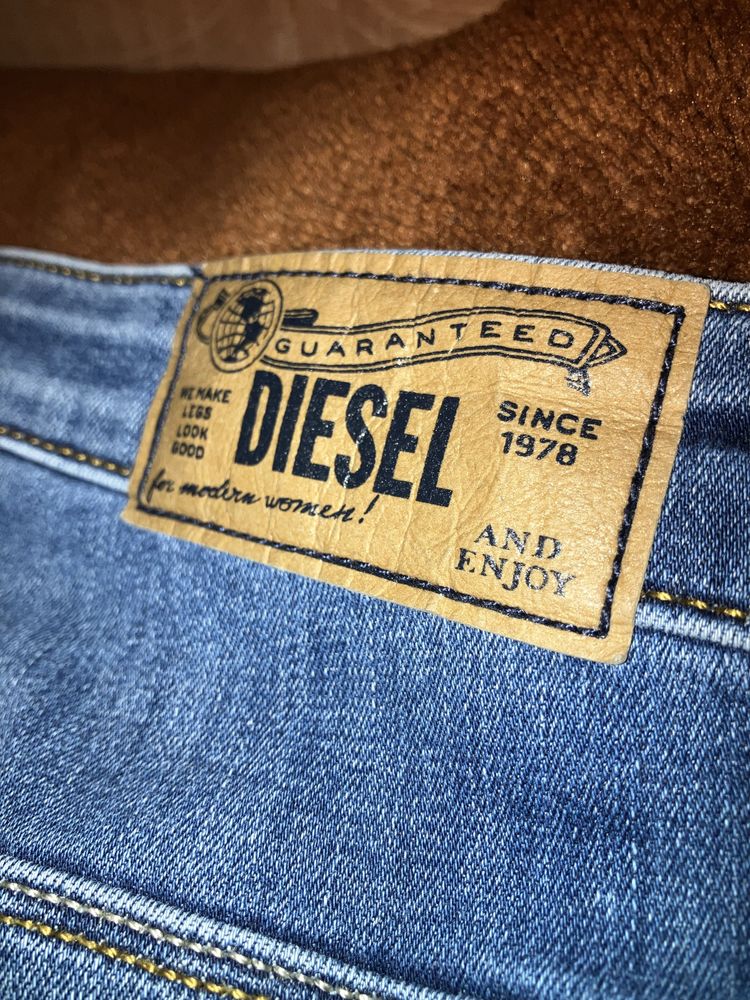 GUARANTEED
WE MAKE
LEGS
LOOK
GOOD
DIESEL
SINCE
1978
for modern women!
AND
ENJOY